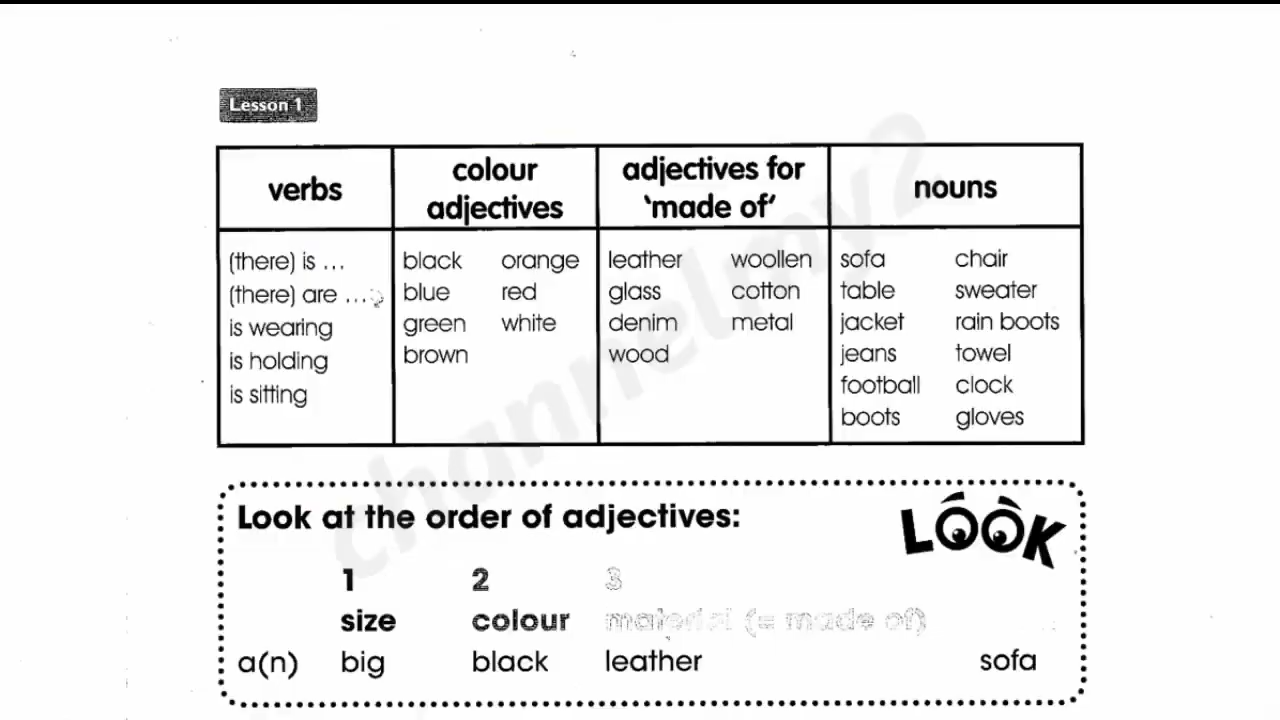 Lesson 1
verbs colour adjectives adjectives for 'made of' nouns
(there) is ... black orange leather woollen sofa chair
(there) are ... blue red glass cotton table sweater
is wearing green white denim metal jacket rain boots
is holding brown wood jeans towel
is sitting football clock
boots gloves
Look at the order of adjectives: LOOK
1 2 3
size colour material (= made of)
a(n) big black leather sofa
channelmy2